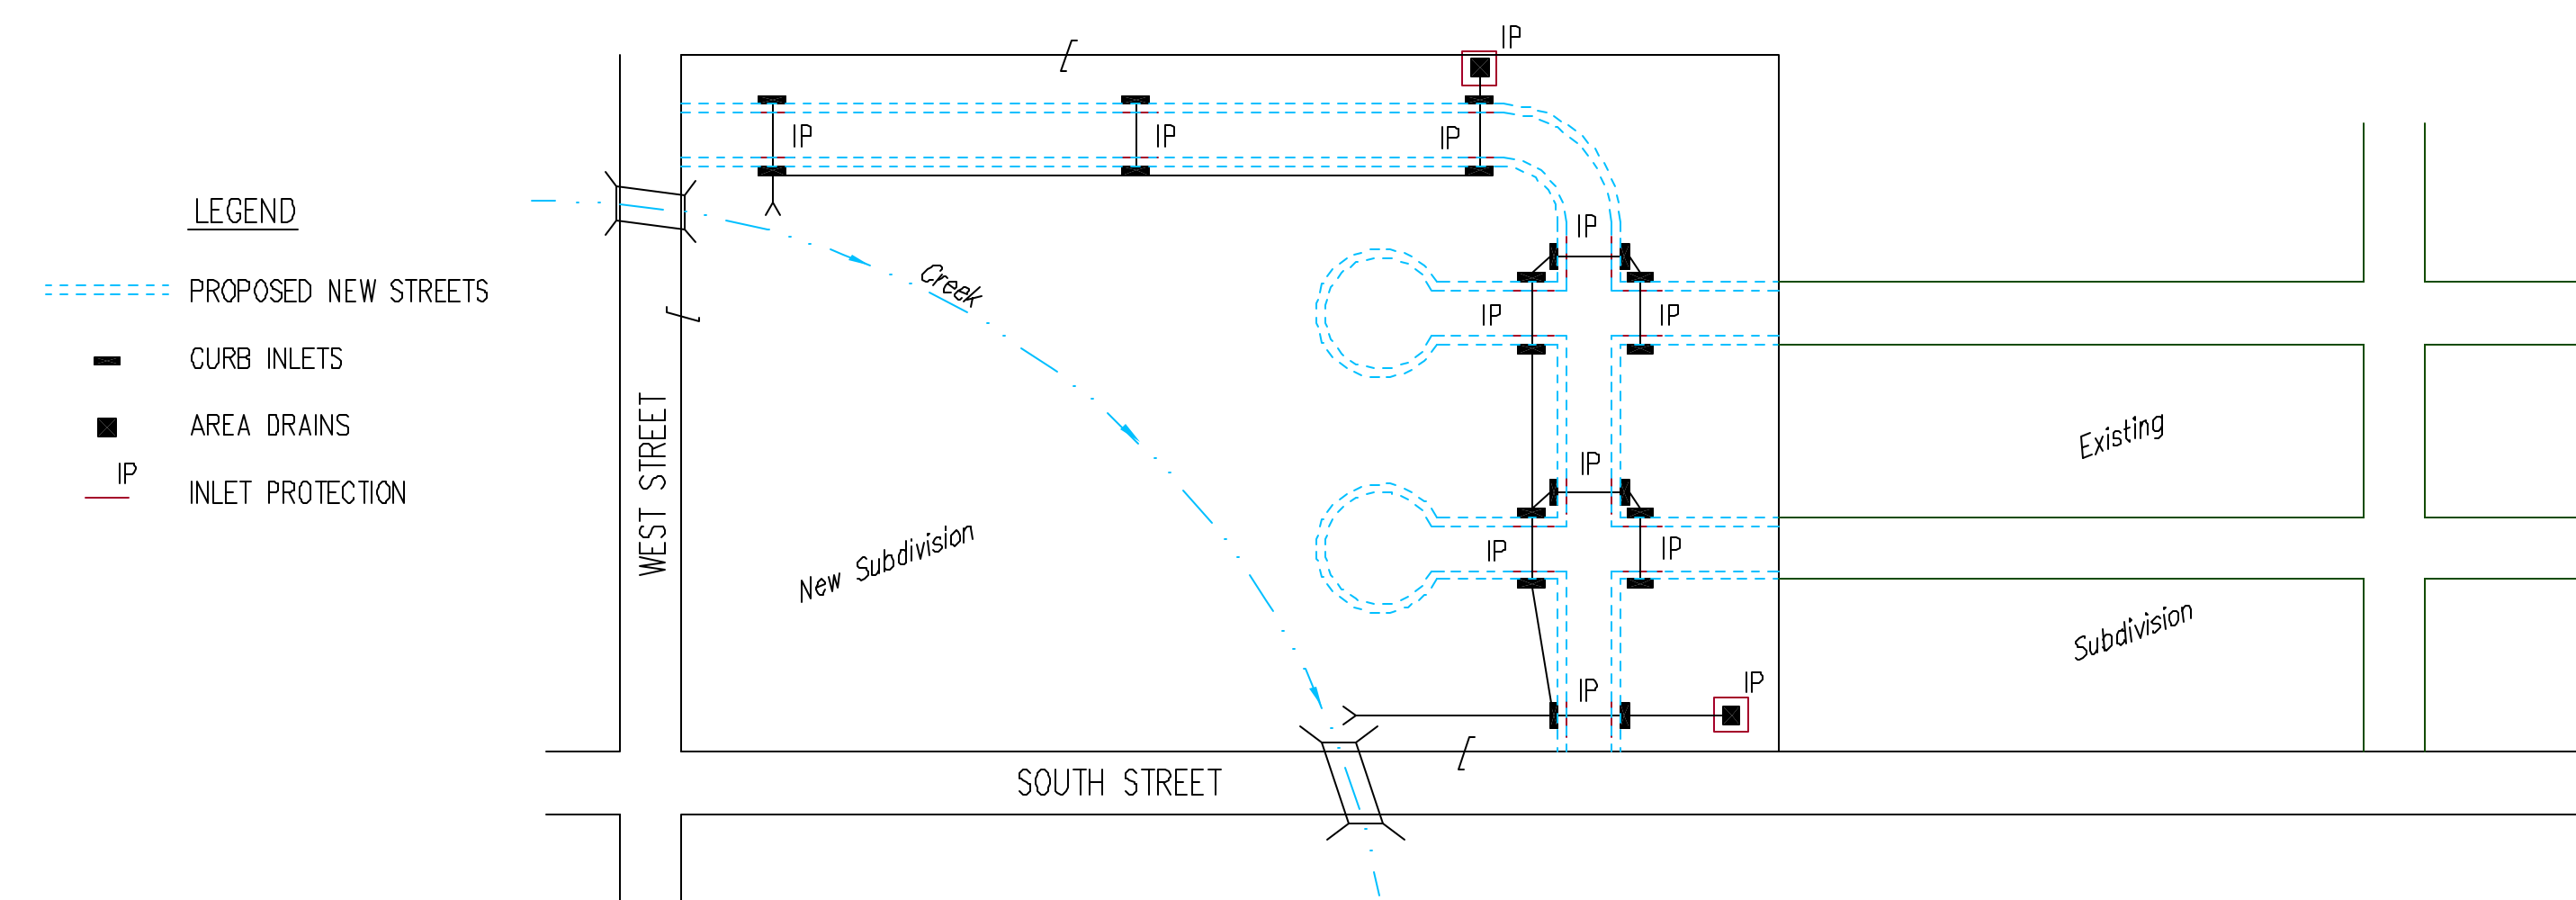 LEGEND
PROPOSED NEW STREETS
CURB INLETS
AREA DRAINS
IP
INLET PROTECTION
WEST STREET
SOUTH STREET
Creek
New Subdivision
IP
IP
IP
IP
IP
IP
IP
IP
IP
IP
IP
IP
Existing
Subdivision